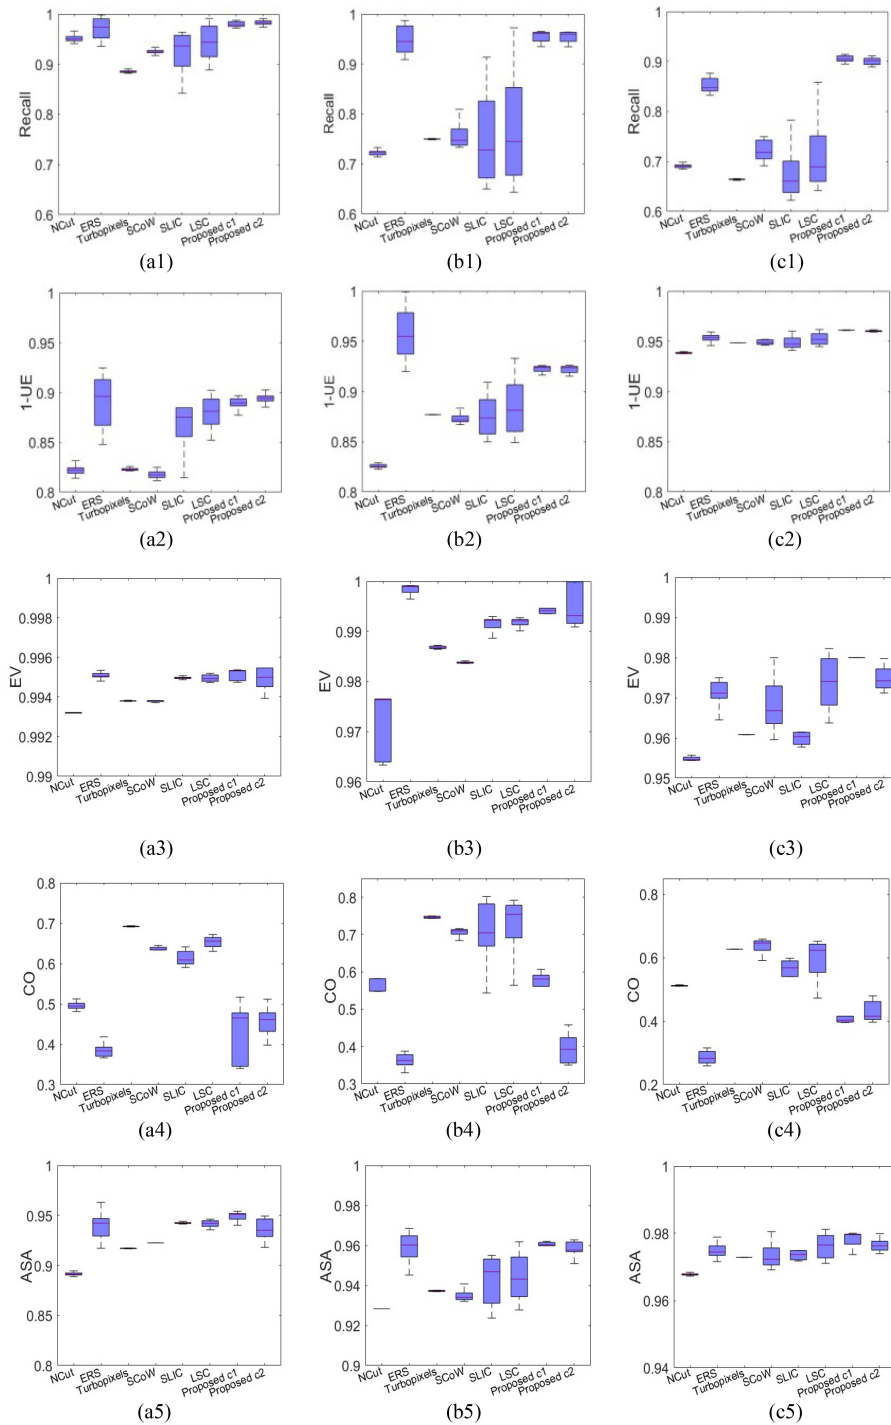 1
0.9
0.8
0.7
0.6
Recall
NCut
ERS
Turbopixels
SCoW
SLIC
LSC
Proposed c1
Proposed c2
(a1)
1
0.9
0.8
0.7
0.6
Recall
NCut
ERS
Turbopixels
SCoW
SLIC
LSC
Proposed c1
Proposed c2
(b1)
1
0.9
0.8
0.7
0.6
Recall
NCut
ERS
Turbopixels
SCoW
SLIC
LSC
Proposed c1
Proposed c2
(c1)
1
0.95
0.9
0.85
0.8
1-UE
NCut
ERS
Turbopixels
SCoW
SLIC
LSC
Proposed c1
Proposed c2
(a2)
1
0.95
0.9
0.85
0.8
1-UE
NCut
ERS
Turbopixels
SCoW
SLIC
LSC
Proposed c1
Proposed c2
(b2)
1
0.95
0.9
0.85
0.8
1-UE
NCut
ERS
Turbopixels
SCoW
SLIC
LSC
Proposed c1
Proposed c2
(c2)
1
0.998
0.996
0.994
0.992
0.99
EV
NCut
ERS
Turbopixels
SCoW
SLIC
LSC
Proposed c1
Proposed c2
(a3)
1
0.99
0.98
0.97
0.96
EV
NCut
ERS
Turbopixels
SCoW
SLIC
LSC
Proposed c1
Proposed c2
(b3)
1
0.99
0.98
0.97
0.96
0.95
EV
NCut
ERS
Turbopixels
SCoW
SLIC
LSC
Proposed c1
Proposed c2
(c3)
0.8
0.7
0.6
0.5
0.4
0.3
CO
NCut
ERS
Turbopixels
SCoW
SLIC
LSC
Proposed c1
Proposed c2
(a4)
0.8
0.7
0.6
0.5
0.4
0.3
CO
NCut
ERS
Turbopixels
SCoW
SLIC
LSC
Proposed c1
Proposed c2
(b4)
0.8
0.6
0.4
0.2
CO
NCut
ERS
Turbopixels
SCoW
SLIC
LSC
Proposed c1
Proposed c2
(c4)
1
0.95
0.9
0.85
0.8
ASA
NCut
ERS
Turbopixels
SCoW
SLIC
LSC
Proposed c1
Proposed c2
(a5)
1
0.98
0.96
0.94
0.92
0.9
ASA
NCut
ERS
Turbopixels
SCoW
SLIC
LSC
Proposed c1
Proposed c2
(b5)
1
0.98
0.96
0.94
ASA
NCut
ERS
Turbopixels
SCoW
SLIC
LSC
Proposed c1
Proposed c2
(c5)